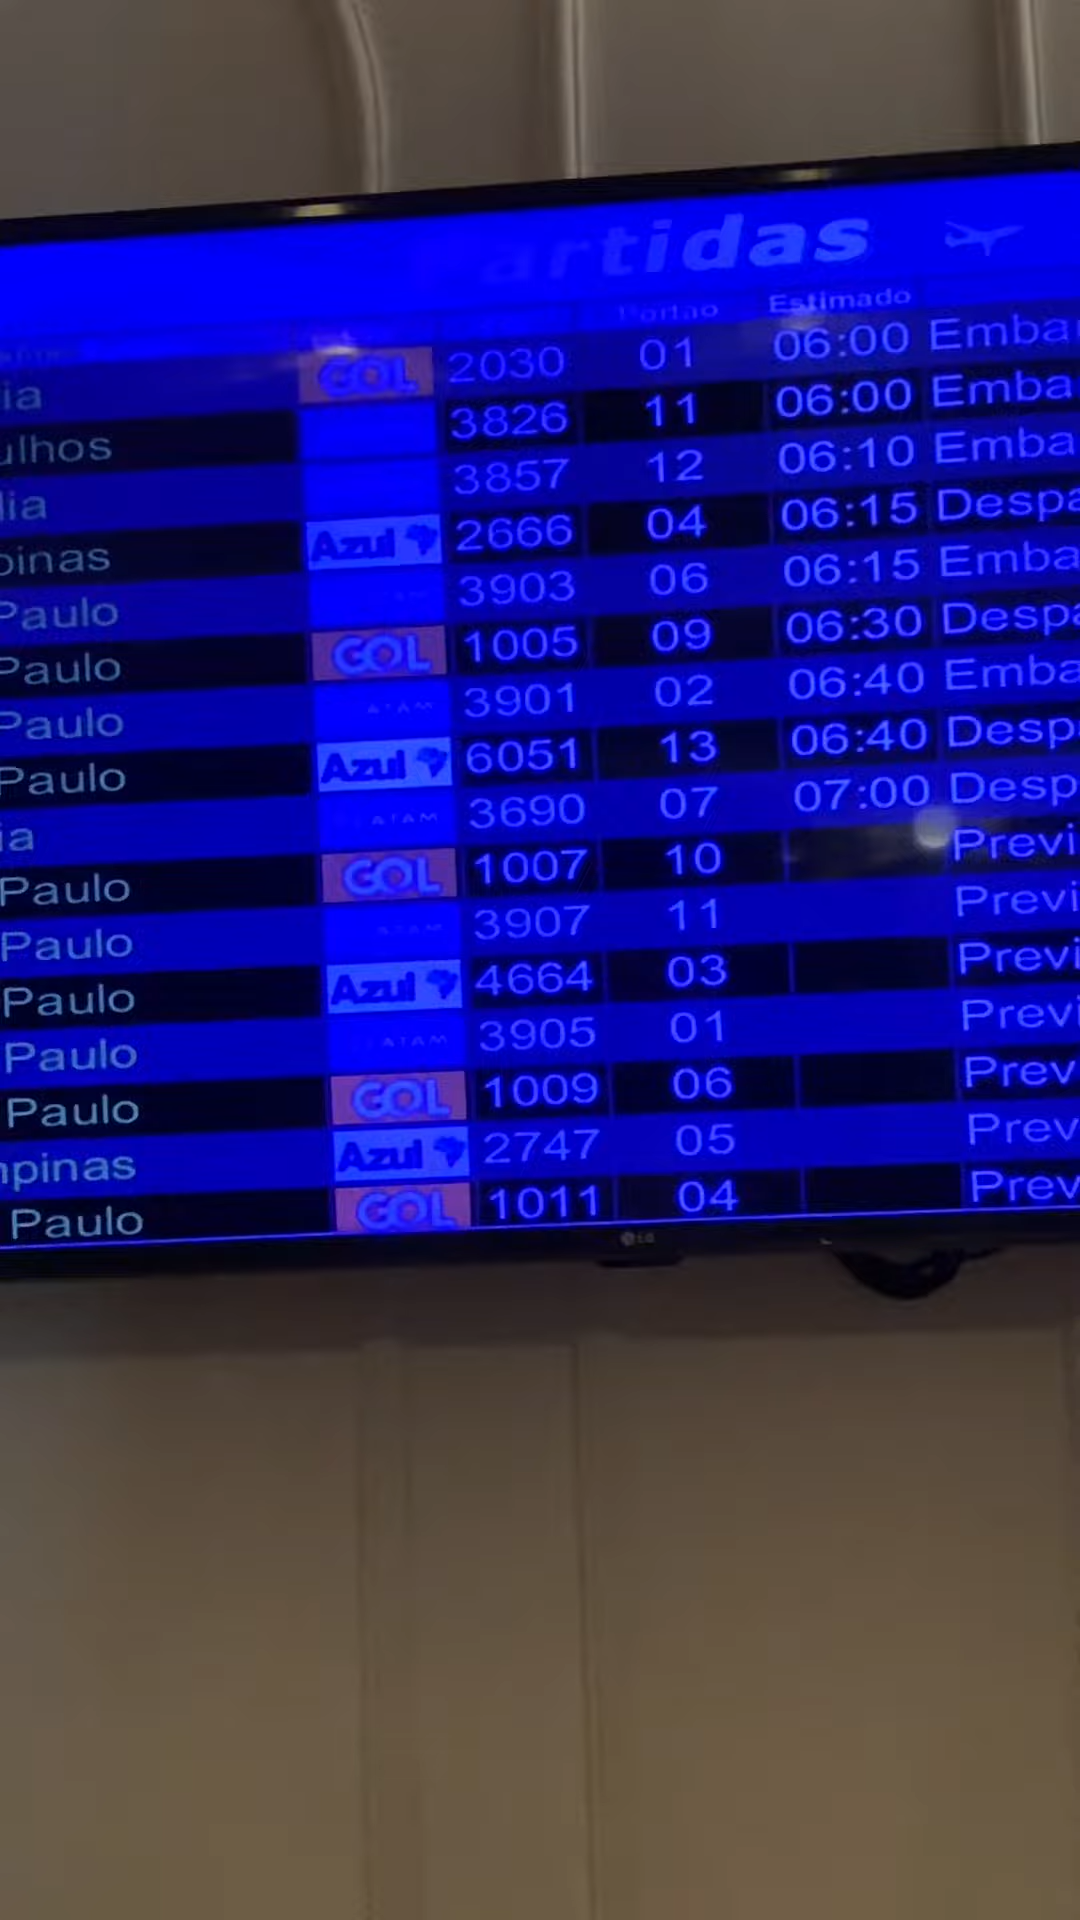 Partidas
Portao Estimado
ia GOL 2030 01 06:00 Emba
ulhos 3826 11 06:00 Emba
lia 3857 12 06:10 Emba
pinas Azul 2666 04 06:15 Despa
Paulo 3903 06 06:15 Emba
Paulo GOL 1005 09 06:30 Despa
Paulo LATAM 3901 02 06:40 Emba
Paulo Azul 6051 13 06:40 Desp
ia LATAM 3690 07 07:00 Desp
Paulo GOL 1007 10 Previ
Paulo LATAM 3907 11 Previ
Paulo Azul 4664 03 Previ
Paulo LATAM 3905 01 Previ
Paulo GOL 1009 06 Prev
pinas Azul 2747 05 Prev
Paulo GOL 1011 04 Prev
LG